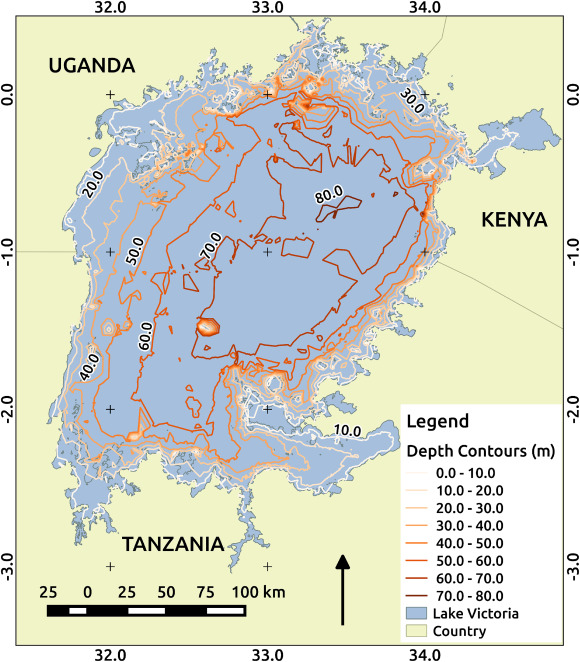 32.0 33.0 34.0
UGANDA
0.0 0.0
30.0
20.0
80.0
KENYA
50.0
70.0
-1.0 -1.0
60.0
40.0
-2.0 -2.0
10.0
Legend
Depth Contours (m)
0.0 - 10.0
10.0 - 20.0
20.0 - 30.0
30.0 - 40.0
40.0 - 50.0
50.0 - 60.0
60.0 - 70.0
70.0 - 80.0
Lake Victoria
Country
TANZANIA
-3.0 -3.0
25 0 25 50 75 100 km
32.0 33.0 34.0